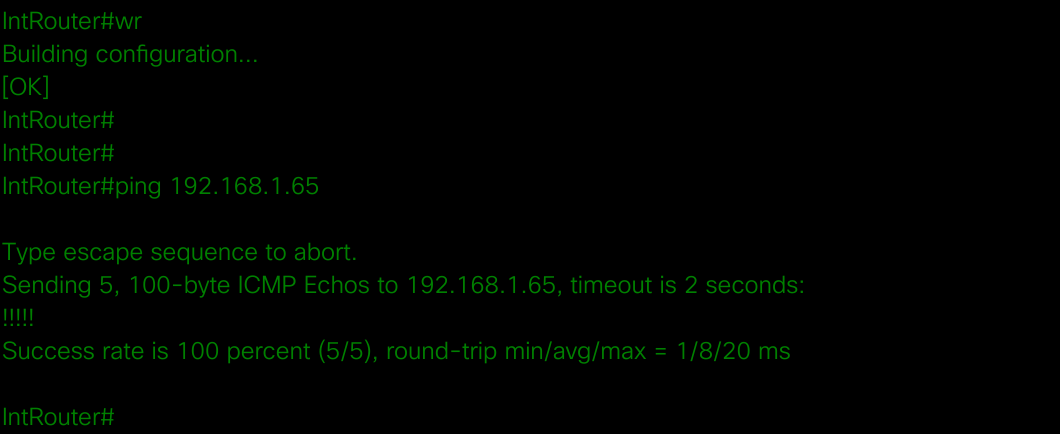 IntRouter#wr
Building configuration...
[OK]
IntRouter#
IntRouter#
IntRouter#ping 192.168.1.65
Type escape sequence to abort.
Sending 5, 100-byte ICMP Echos to 192.168.1.65, timeout is 2 seconds:
!!!!!
Success rate is 100 percent (5/5), round-trip min/avg/max = 1/8/20 ms
IntRouter#